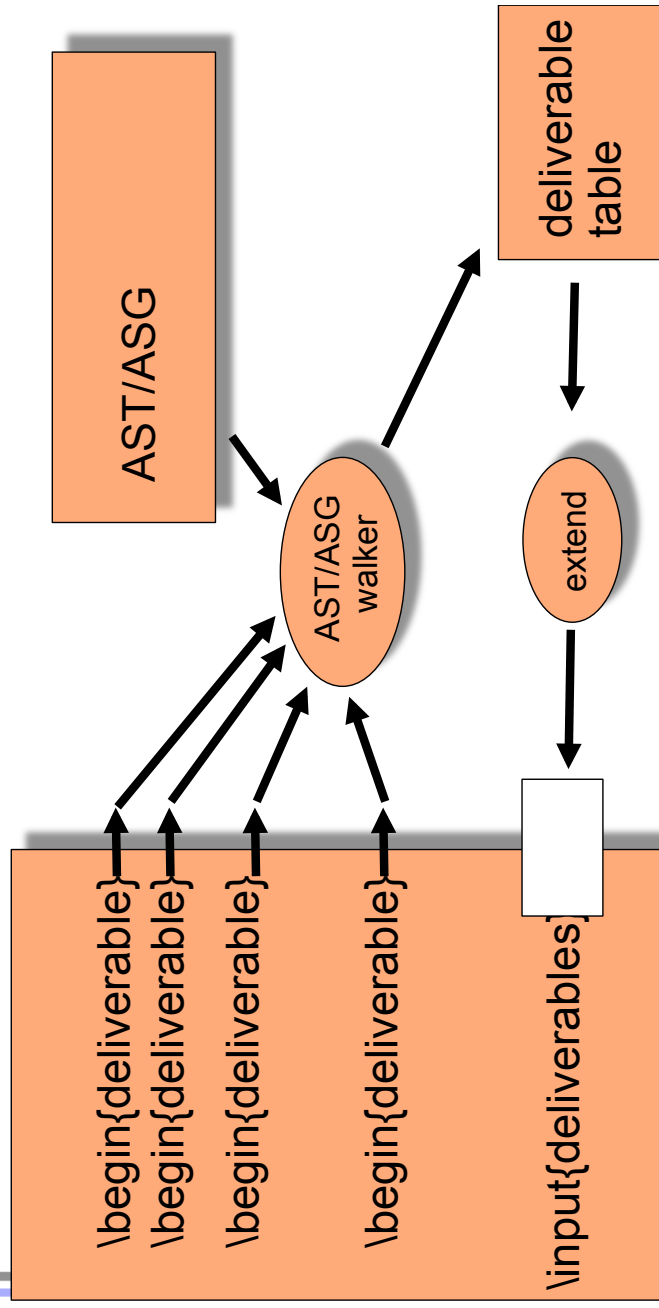 \begin{deliverable}
\begin{deliverable}
\begin{deliverable}
\begin{deliverable}
\input{deliverables}
AST/ASG
walker
extend
AST/ASG
deliverable
table